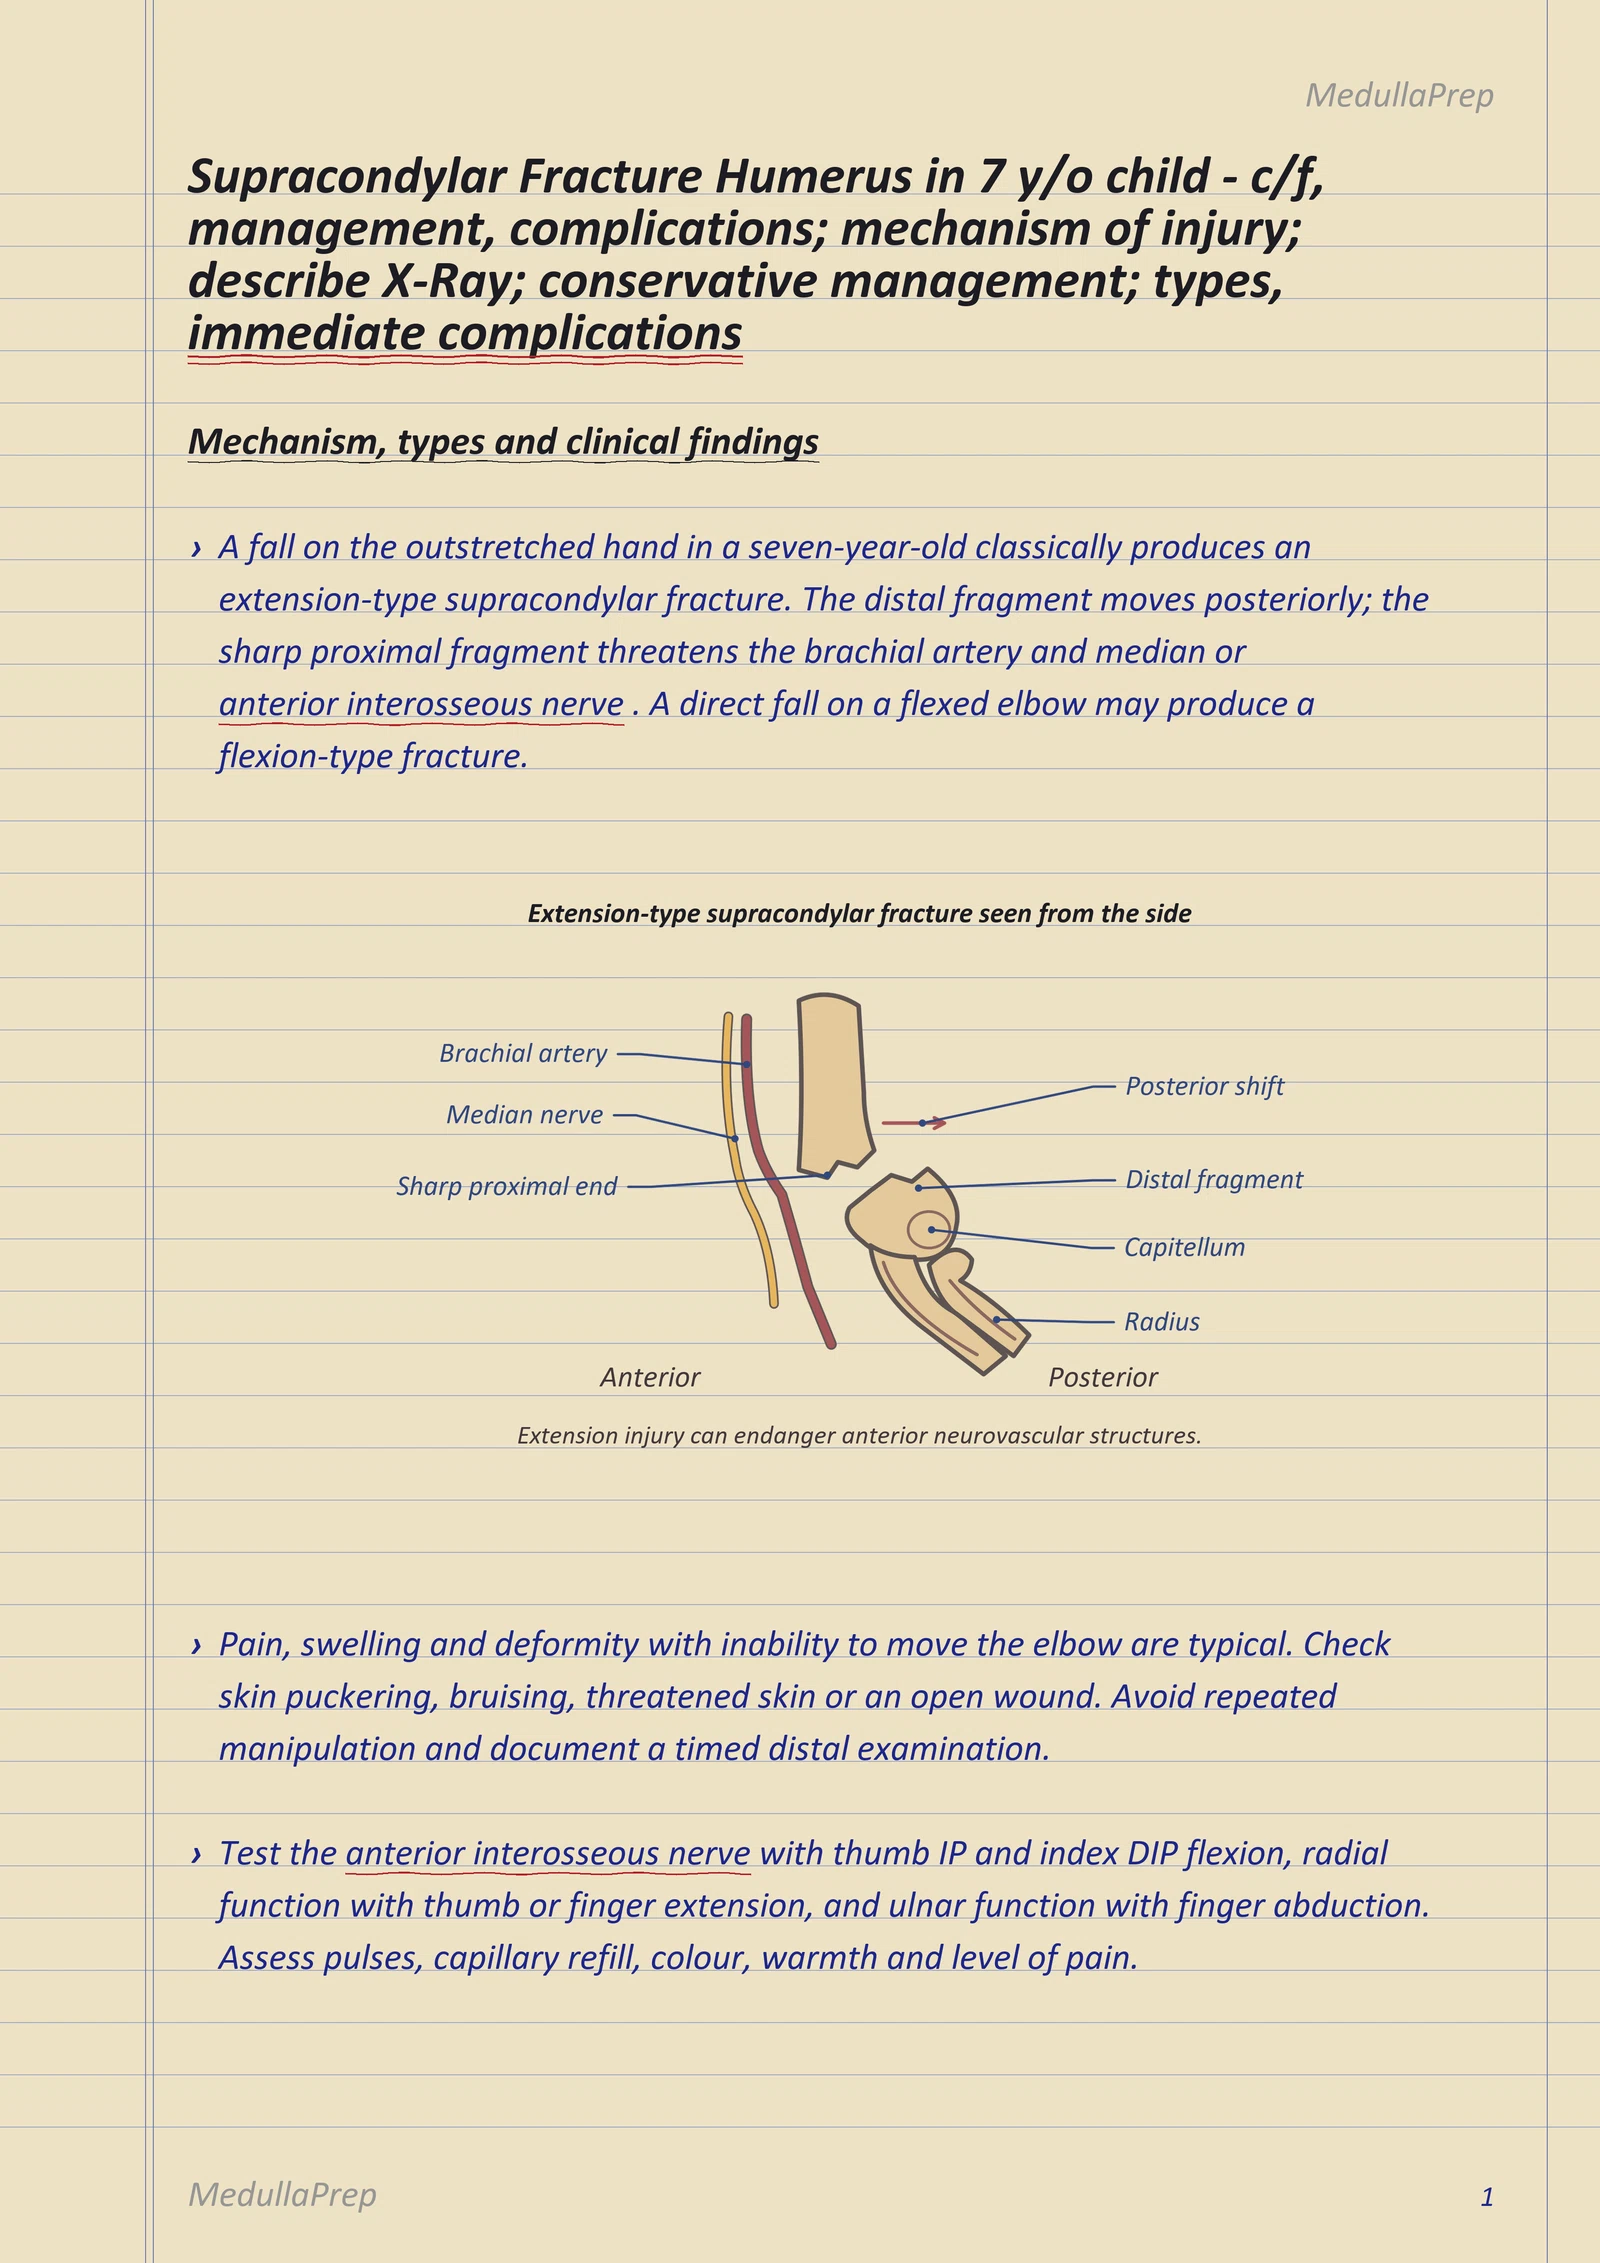 MedullaPrep
Supracondylar Fracture Humerus in 7 y/o child - c/f,
management, complications; mechanism of injury;
describe X-Ray; conservative management; types,
immediate complications
Mechanism, types and clinical findings
› A fall on the outstretched hand in a seven-year-old classically produces an
extension-type supracondylar fracture. The distal fragment moves posteriorly; the
sharp proximal fragment threatens the brachial artery and median or
anterior interosseous nerve . A direct fall on a flexed elbow may produce a
flexion-type fracture.
Extension-type supracondylar fracture seen from the side
Brachial artery
Posterior shift
Median nerve
Distal fragment
Sharp proximal end
Capitellum
Radius
Anterior
Posterior
Extension injury can endanger anterior neurovascular structures.
› Pain, swelling and deformity with inability to move the elbow are typical. Check
skin puckering, bruising, threatened skin or an open wound. Avoid repeated
manipulation and document a timed distal examination.
› Test the anterior interosseous nerve with thumb IP and index DIP flexion, radial
function with thumb or finger extension, and ulnar function with finger abduction.
Assess pulses, capillary refill, colour, warmth and level of pain.
MedullaPrep
1